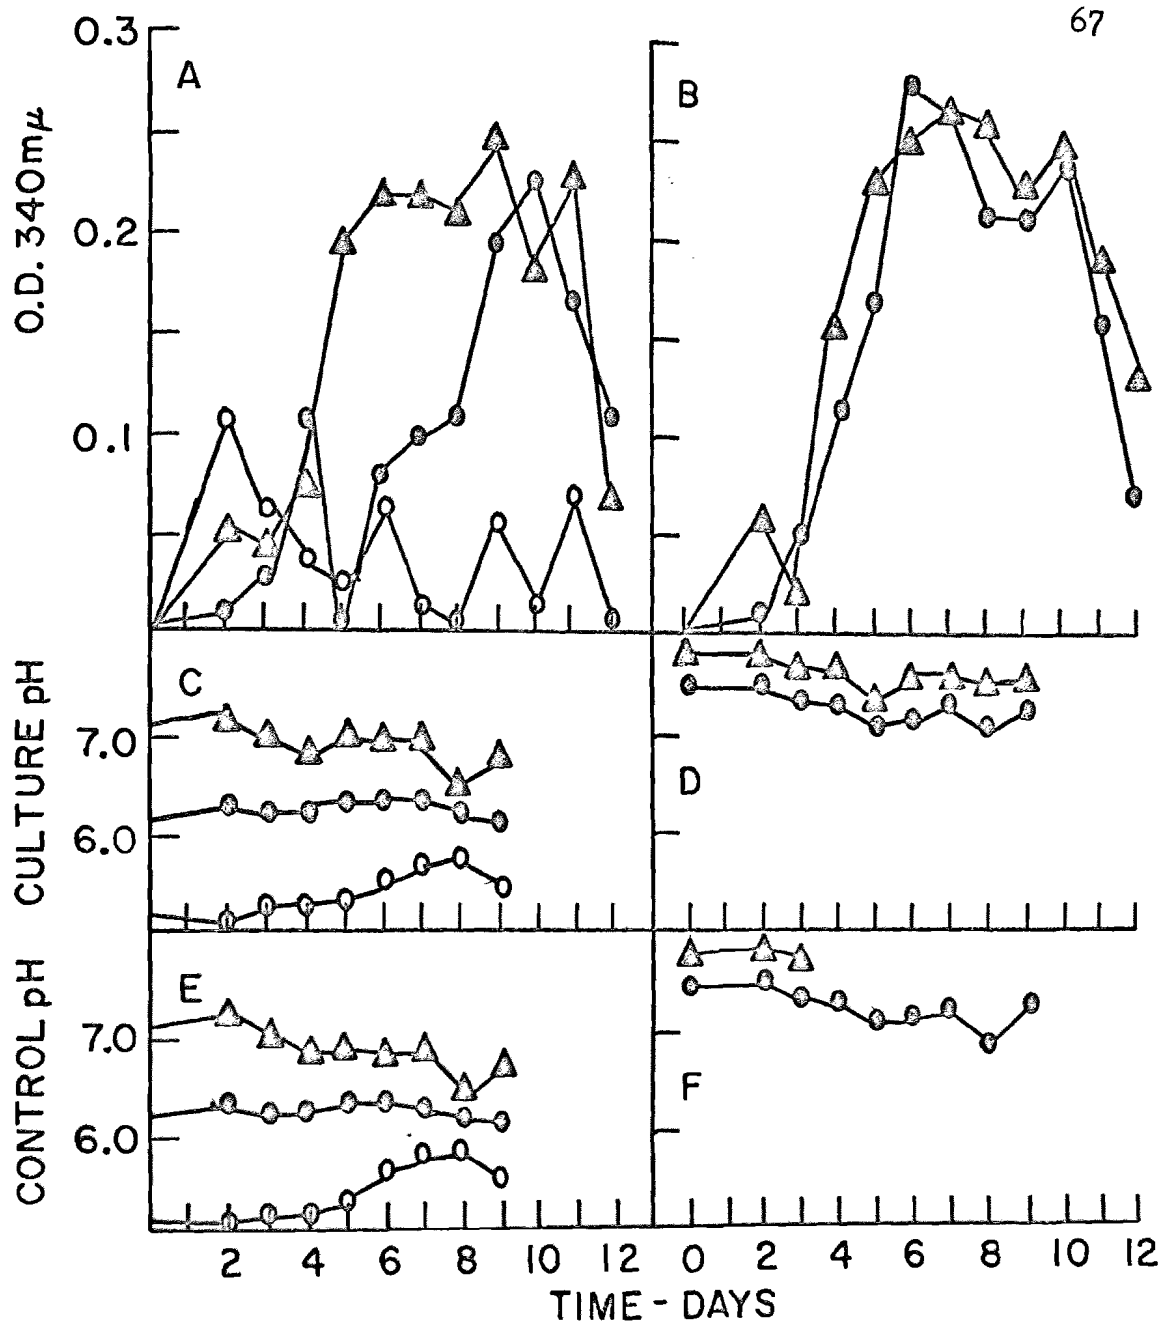 67
0.3
A
B
O.D. 340mμ
0.2
0.1
C
CULTURE pH
7.0
D
6.0
E
CONTROL pH
7.0
F
6.0
2 4 6 8 10 12 0 2 4 6 8 10 12
TIME - DAYS